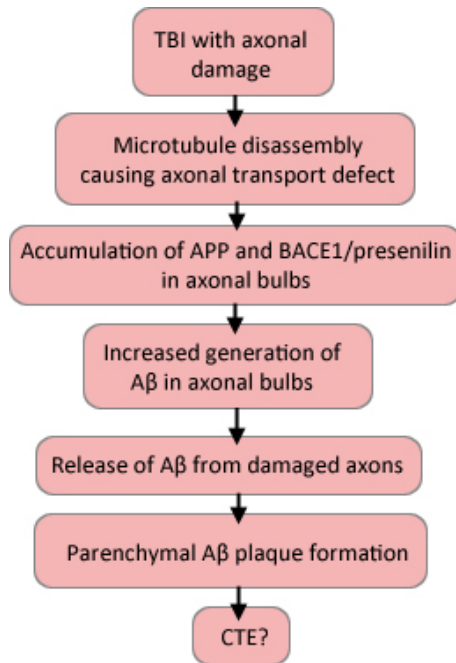 TBI with axonal
damage
Microtubule disassembly
causing axonal transport defect
Accumulation of APP and BACE1/presenilin
in axonal bulbs
Increased generation of
Aβ in axonal bulbs
Release of Aβ from damaged axons
Parenchymal Aβ plaque formation
CTE?